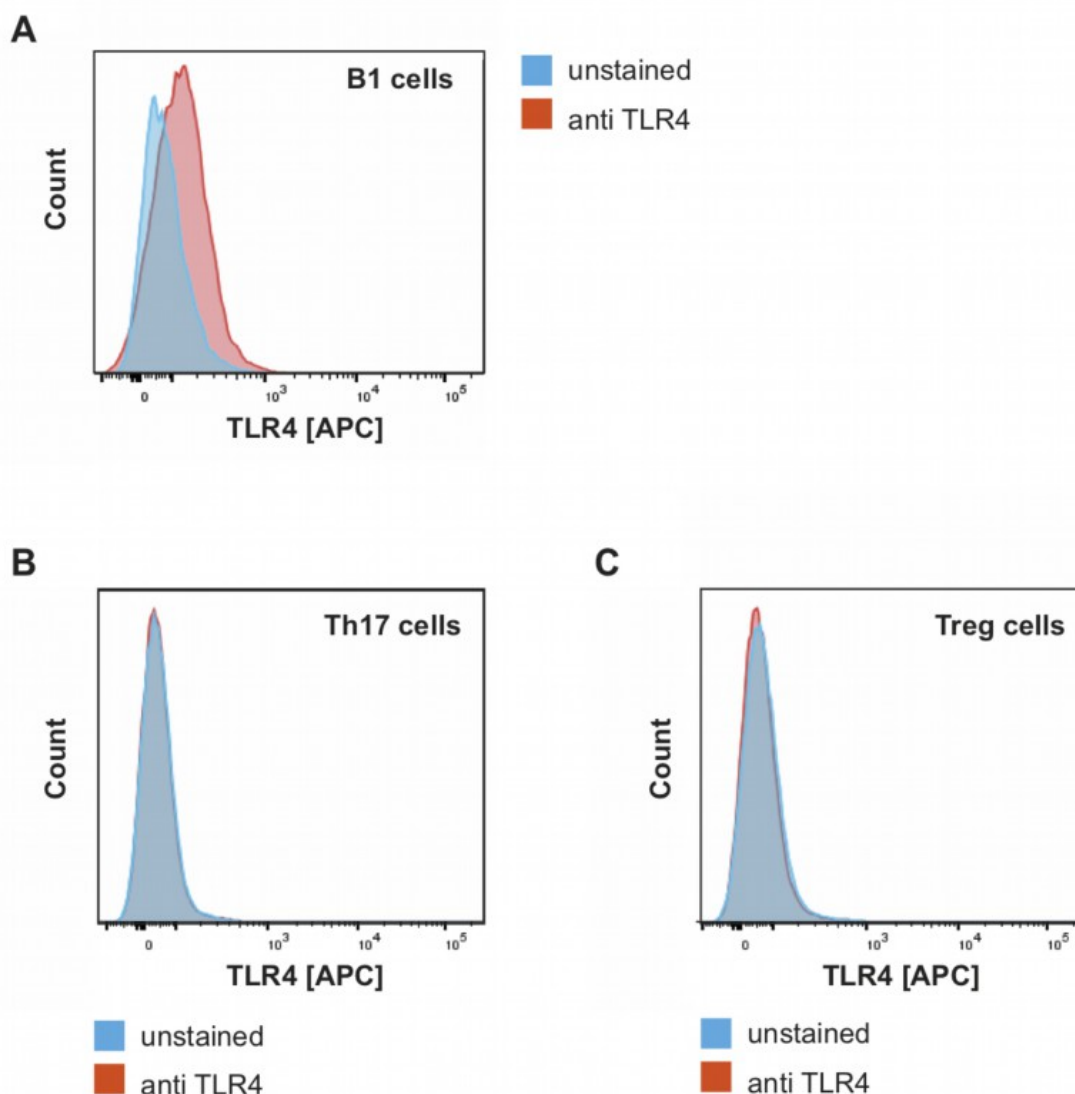 A
B1 cells
unstained
anti TLR4
Count
0 10³ 10⁴ 10⁵
TLR4 [APC]
B
Th17 cells
Count
0 10³ 10⁴ 10⁵
TLR4 [APC]
unstained
anti TLR4
C
Treg cells
Count
0 10³ 10⁴ 10⁵
TLR4 [APC]
unstained
anti TLR4